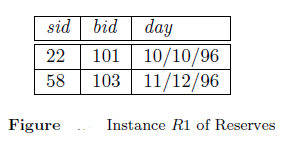 sid bid day
22 101 10/10/96
58 103 11/12/96
Figure Instance R1 of Reserves